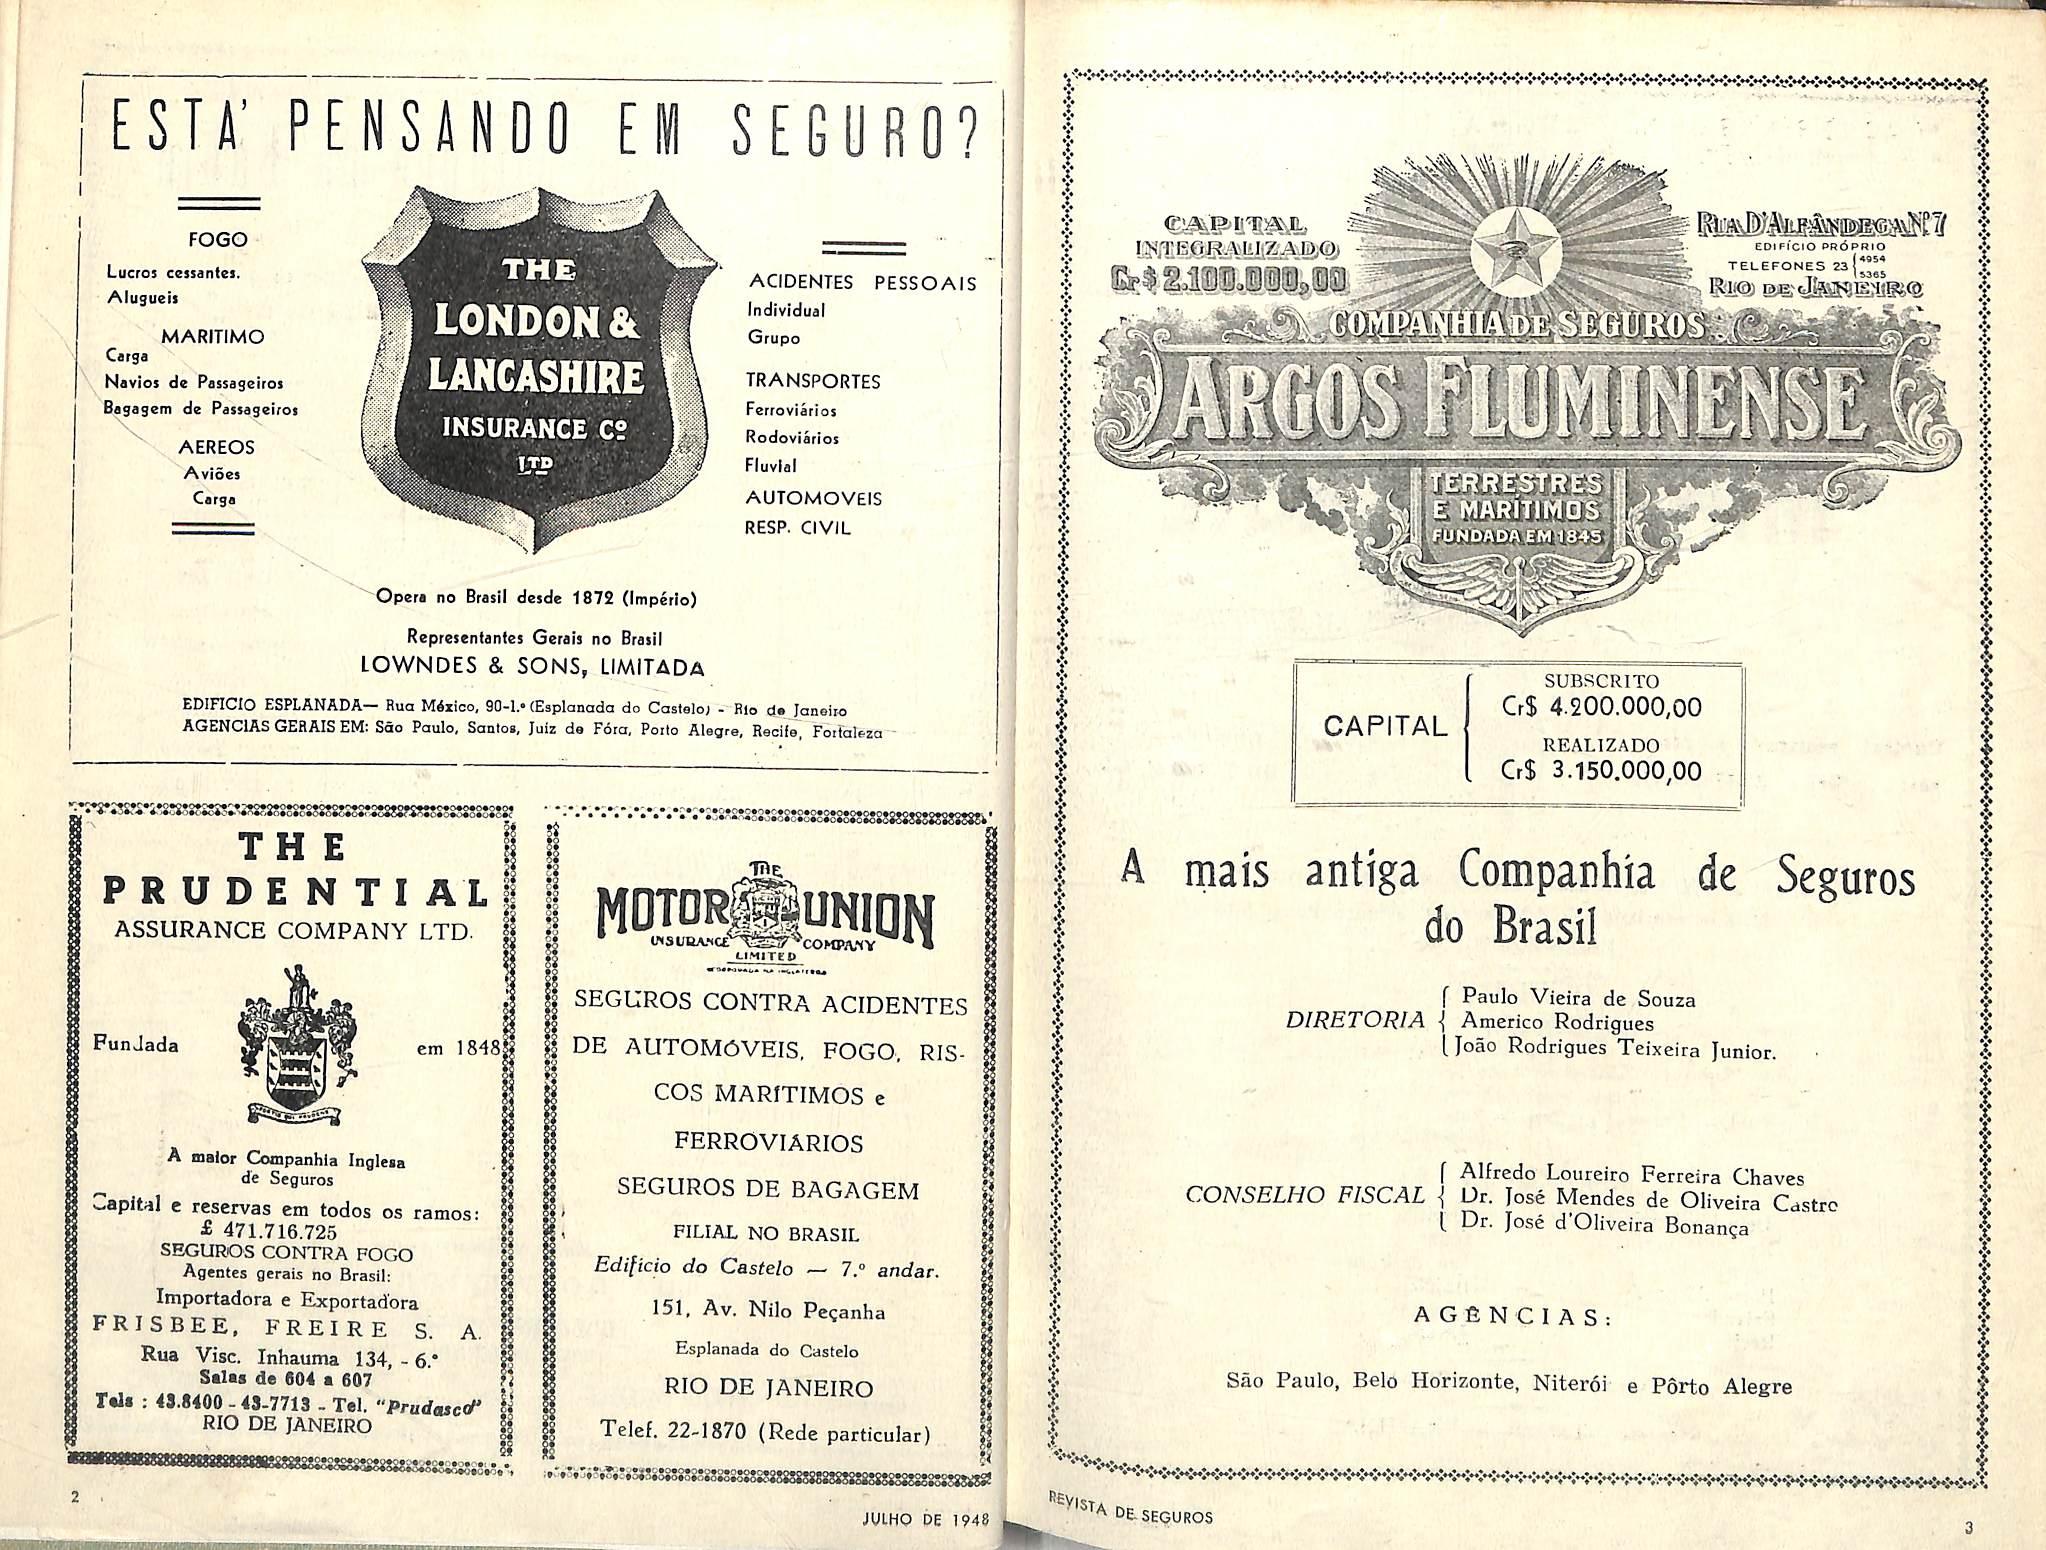 ESTA' PENSANDO EM SEGURO?
FOGO
Lucros cessantes.
Alugueis
MARITIMO
Carga
Navios de Passageiros
Bagagem de Passageiros
AEREOS
Aviões
Carga
THE
LONDON &
LANCASHIRE
INSURANCE Cº
LTD
ACIDENTES PESSOAIS
Individual
Grupo
TRANSPORTES
Ferroviários
Rodoviários
Fluvial
AUTOMOVEIS
RESP. CIVIL
Opera no Brasil desde 1872 (Império)
Representantes Gerais no Brasil
LOWNDES & SONS, LIMITADA
EDIFICIO ESPLANADA— Rua México, 90-1.º (Esplanada do Castelo) - Rio de Janeiro
AGENCIAS GERAIS EM: São Paulo, Santos, Juiz de Fóra, Porto Alegre, Recife, Fortaleza
THE
PRUDENTIAL
ASSURANCE COMPANY LTD.
Fundada em 1848
A maior Companhia Inglesa
de Seguros
Capital e reservas em todos os ramos:
£ 471.716.725
SEGUROS CONTRA FOGO
Agentes gerais no Brasil:
Importadora e Exportadora
FRISBEE, FREIRE S. A.
Rua Visc. Inhauma 134, - 6.º
Salas de 604 a 607
Tels : 43.8400 - 43-7713 - Tel. "Prudasco"
RIO DE JANEIRO
THE
MOTOR UNION
INSURANCE COMPANY
LIMITED
SEGUROS CONTRA ACIDENTES
DE AUTOMÓVEIS, FOGO, RIS-
COS MARÍTIMOS e
FERROVIÁRIOS
SEGUROS DE BAGAGEM
FILIAL NO BRASIL
Edifício do Castelo — 7.º andar.
151, Av. Nilo Peçanha
Esplanada do Castelo
RIO DE JANEIRO
Telef. 22-1870 (Rede particular)
2
JULHO DE 1948
CAPITAL
INTEGRALIZADO
Cr$ 2.100.000,00
RUA D'ALFÂNDEGA Nº 7
EDIFÍCIO PRÓPRIO
TELEFONES 23 { 4954
5365
RIO DE JANEIRO
COMPANHIA DE SEGUROS
ARGOS FLUMINENSE
TERRESTRES
E MARÍTIMOS
FUNDADA EM 1845
CAPITAL
SUBSCRITO
Cr$ 4.200.000,00
REALIZADO
Cr$ 3.150.000,00
A mais antiga Companhia de Seguros
do Brasil
DIRETORIA
Paulo Vieira de Souza
Americo Rodrigues
João Rodrigues Teixeira Junior.
CONSELHO FISCAL
Alfredo Loureiro Ferreira Chaves
Dr. José Mendes de Oliveira Castro
Dr. José d'Oliveira Bonança
AGÊNCIAS:
São Paulo, Belo Horizonte, Niterói e Pôrto Alegre
REVISTA DE SEGUROS
3